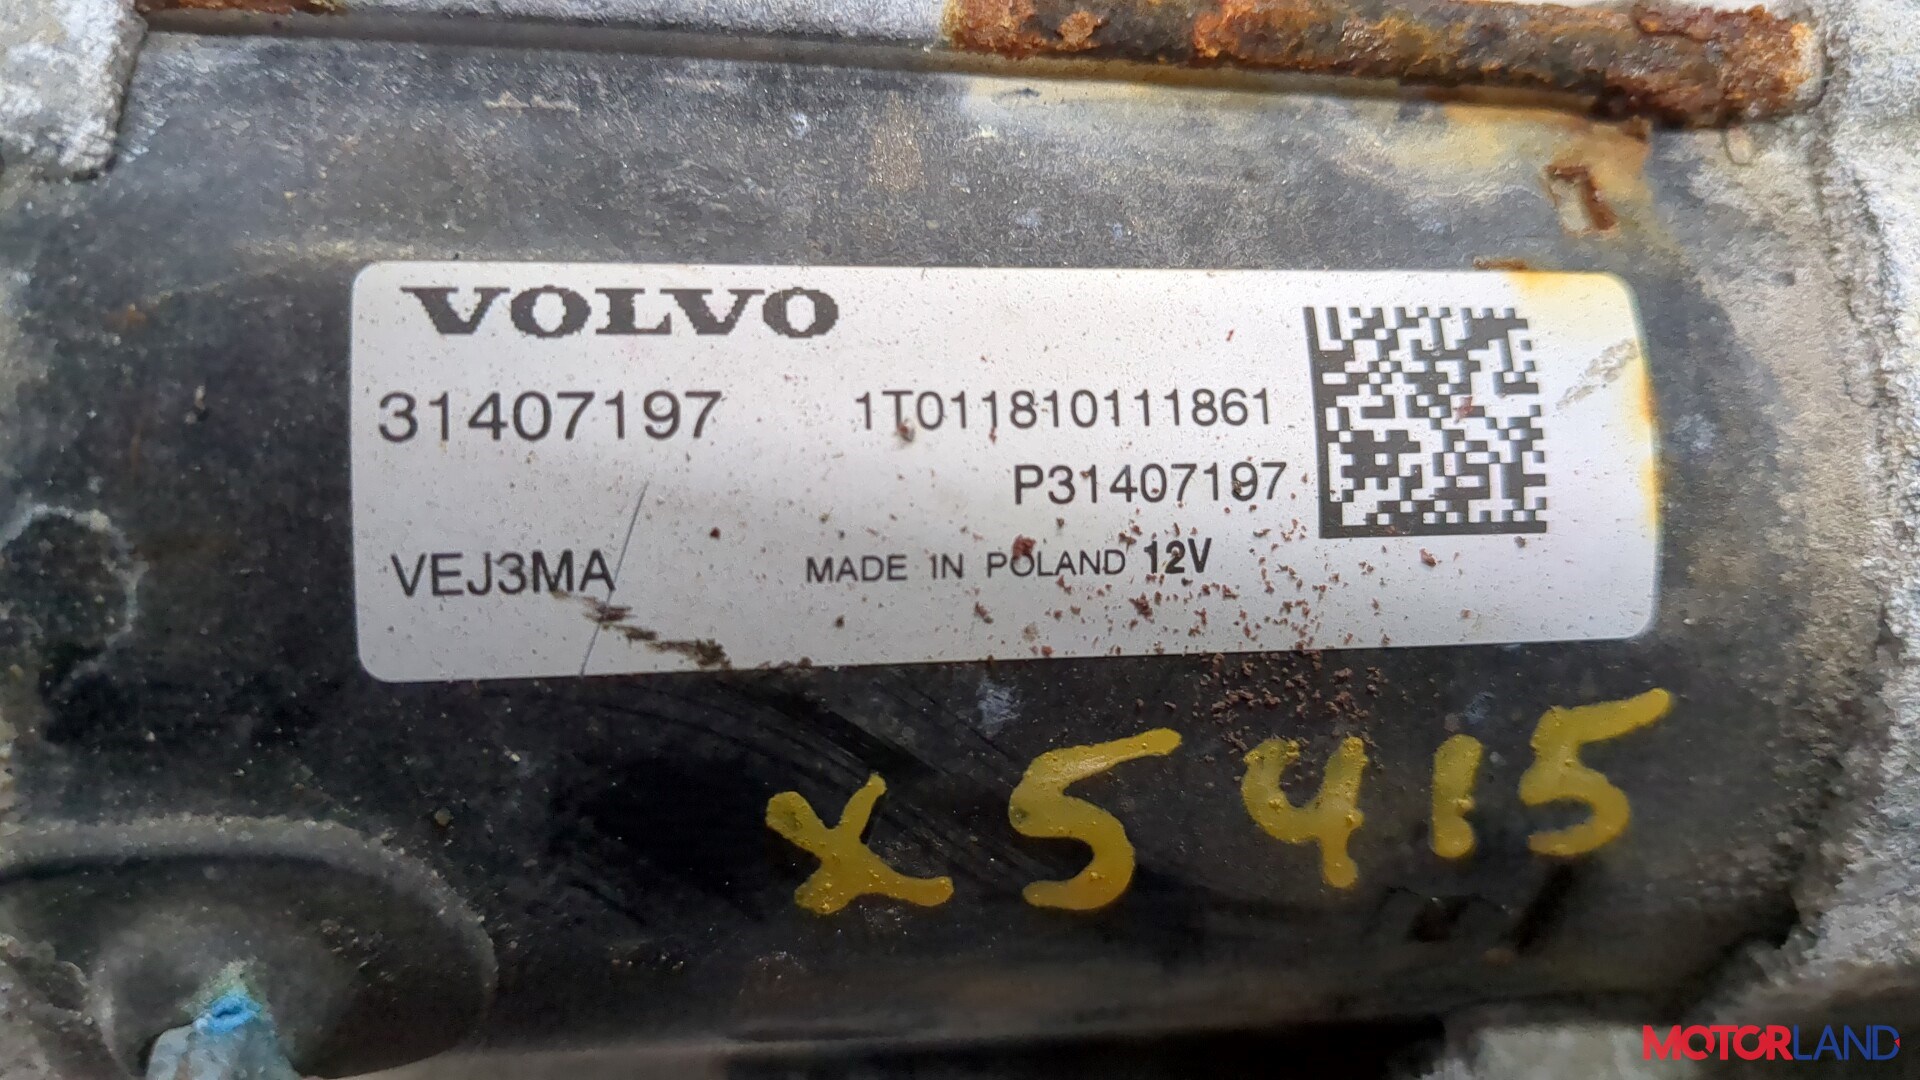 VOLVO
31407197 1T011810111861
P31407197
VEJ3MA MADE IN POLAND 12V
X5415
MOTORLAND